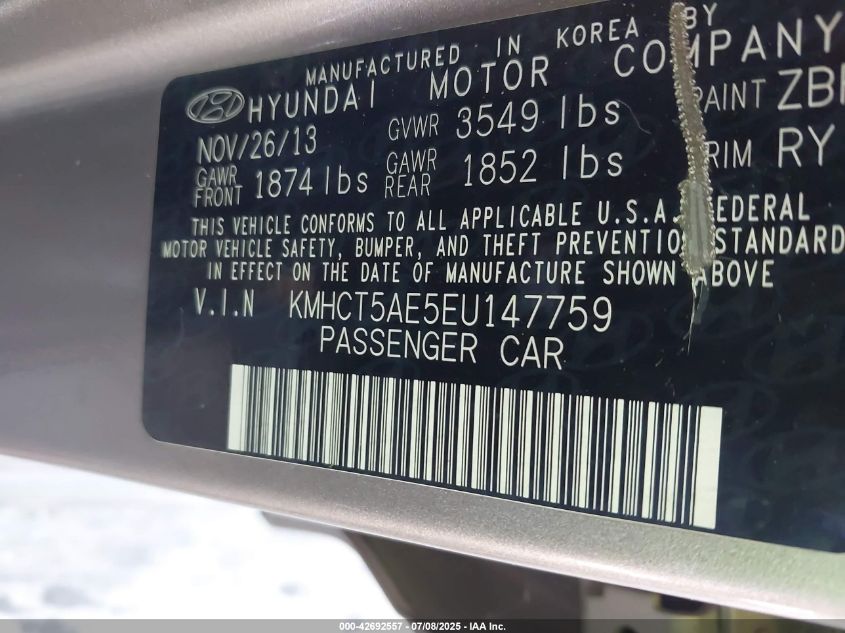 MANUFACTURED IN KOREA BY
HYUNDAI MOTOR COMPANY
NOV/26/13 GVWR 3549 lbs PAINT
GAWR FRONT 1874 lbs GAWR REAR 1852 lbs TRIM RY
THIS VEHICLE CONFORMS TO ALL APPLICABLE U.S.A. FEDERAL
MOTOR VEHICLE SAFETY, BUMPER, AND THEFT PREVENTION STANDARD
IN EFFECT ON THE DATE OF MANUFACTURE SHOWN ABOVE
V.I.N KMHCT5AE5EU147759
PASSENGER CAR
000-42692557 - 07/08/2025 - IAA Inc.